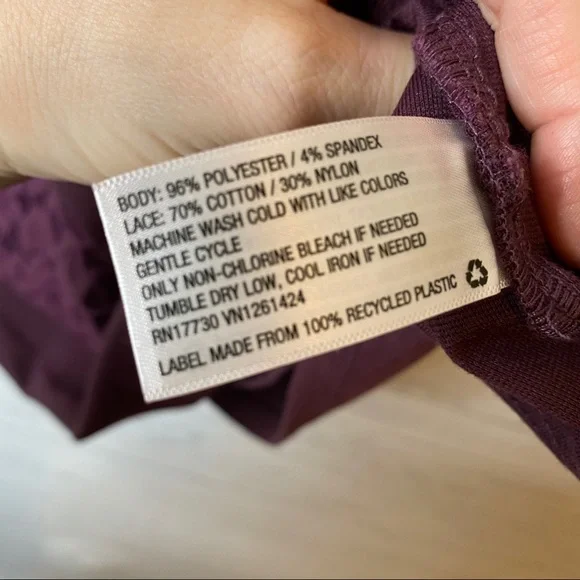 BODY: 96% POLYESTER / 4% SPANDEX
LACE: 70% COTTON / 30% NYLON
MACHINE WASH COLD WITH LIKE COLORS
GENTLE CYCLE
ONLY NON-CHLORINE BLEACH IF NEEDED
TUMBLE DRY LOW, COOL IRON IF NEEDED
RN17730 VN1261424
LABEL MADE FROM 100% RECYCLED PLASTIC